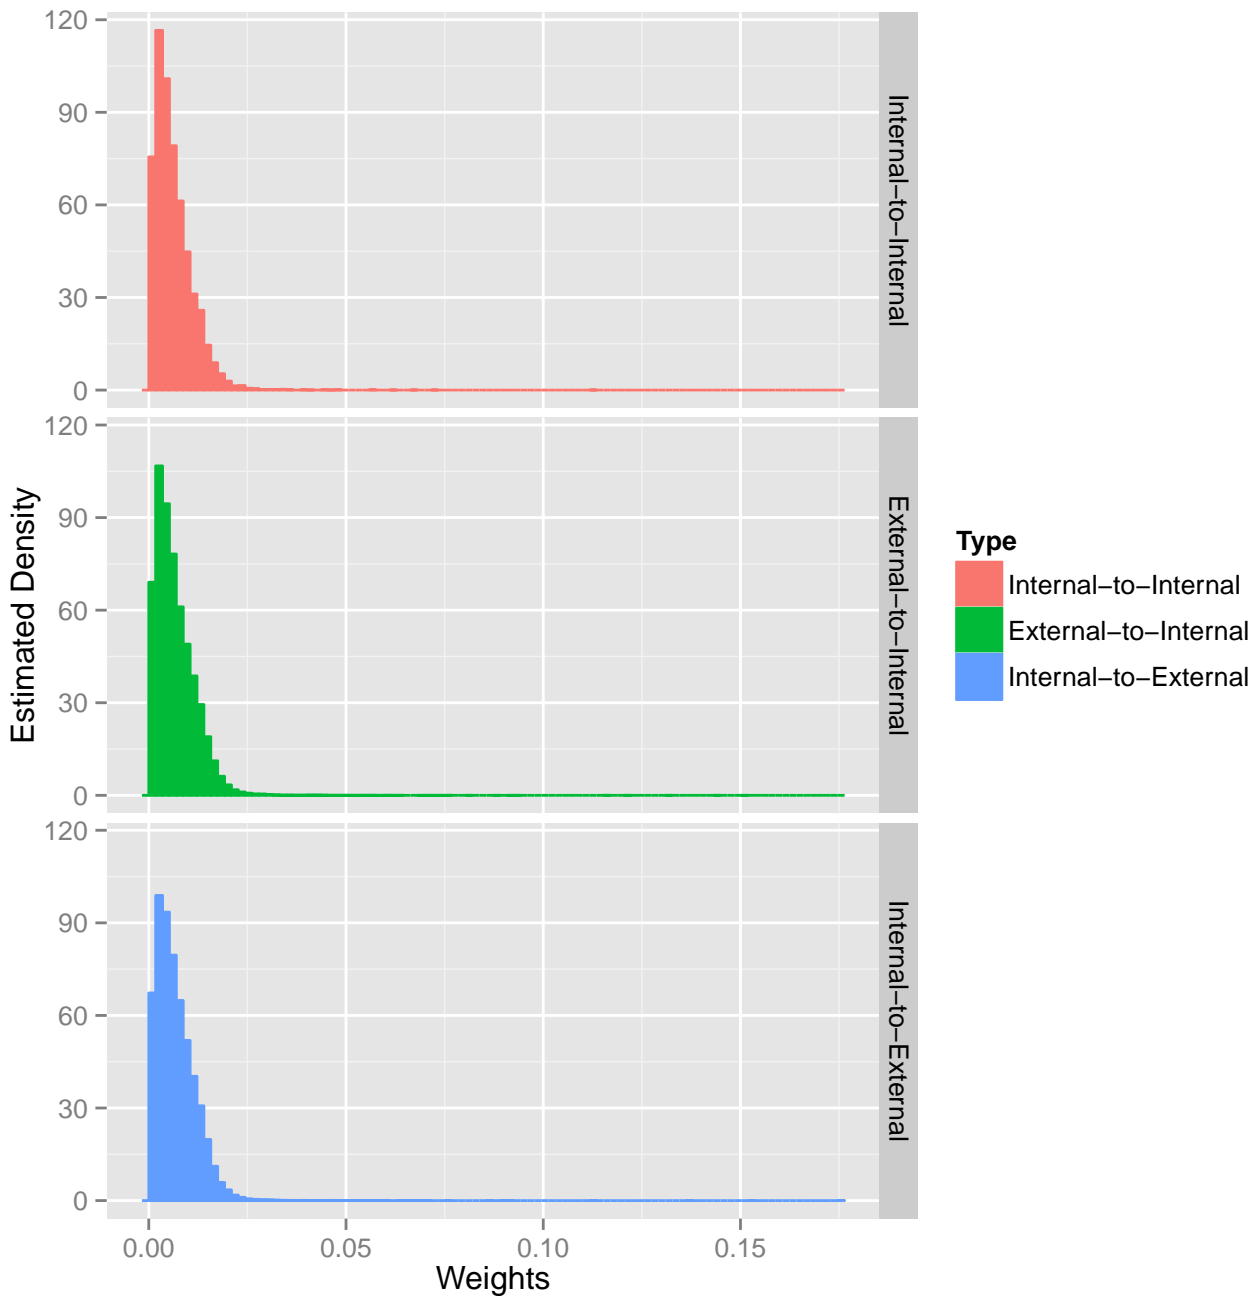 Estimated Density
120
90
60
30
0
Internal−to−Internal
120
90
60
30
0
External−to−Internal
120
90
60
30
0
Internal−to−External
0.00 0.05 0.10 0.15
Weights
Type
Internal−to−Internal
External−to−Internal
Internal−to−External